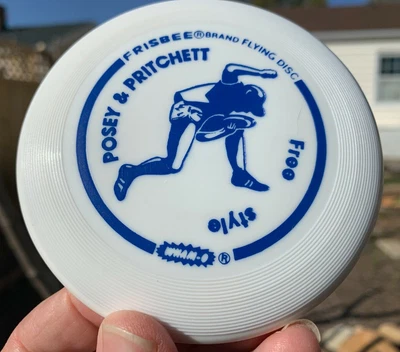 FRISBEE® BRAND FLYING DISC
POSEY & PRITCHETT
Free
style
WHAM-O ®